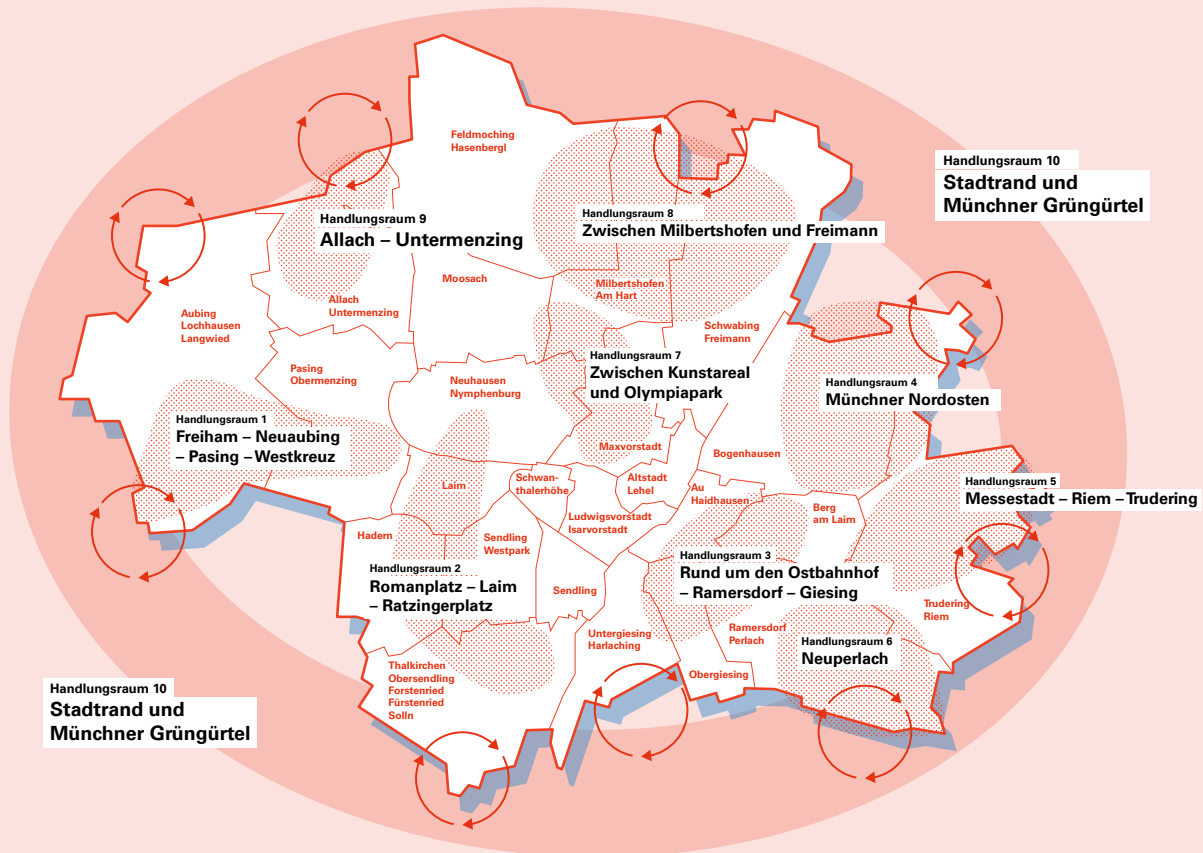 Feldmoching
Hasenbergl
Handlungsraum 10
Stadtrand und
Münchner Grüngürtel
Handlungsraum 9
Allach – Untermenzing
Handlungsraum 8
Zwischen Milbertshofen und Freimann
Moosach
Milbertshofen
Am Hart
Allach
Untermenzing
Aubing
Lochhausen
Langwied
Schwabing
Freimann
Pasing
Obermenzing
Handlungsraum 7
Zwischen Kunstareal
und Olympiapark
Neuhausen
Nymphenburg
Handlungsraum 4
Münchner Nordosten
Handlungsraum 1
Freiham – Neuaubing
– Pasing – Westkreuz
Maxvorstadt
Bogenhausen
Laim
Schwan-
thalerhöhe
Altstadt
Lehel
Au
Haidhausen
Handlungsraum 5
Messestadt – Riem – Trudering
Berg
am Laim
Ludwigsvorstadt
Isarvorstadt
Hadern
Sendling
Westpark
Handlungsraum 2
Romanplatz – Laim
– Ratzingerplatz
Sendling
Handlungsraum 3
Rund um den Ostbahnhof
– Ramersdorf – Giesing
Trudering
Riem
Untergiesing
Harlaching
Ramersdorf
Perlach
Handlungsraum 6
Neuperlach
Obergiesing
Thalkirchen
Obersendling
Forstenried
Fürstenried
Solln
Handlungsraum 10
Stadtrand und
Münchner Grüngürtel